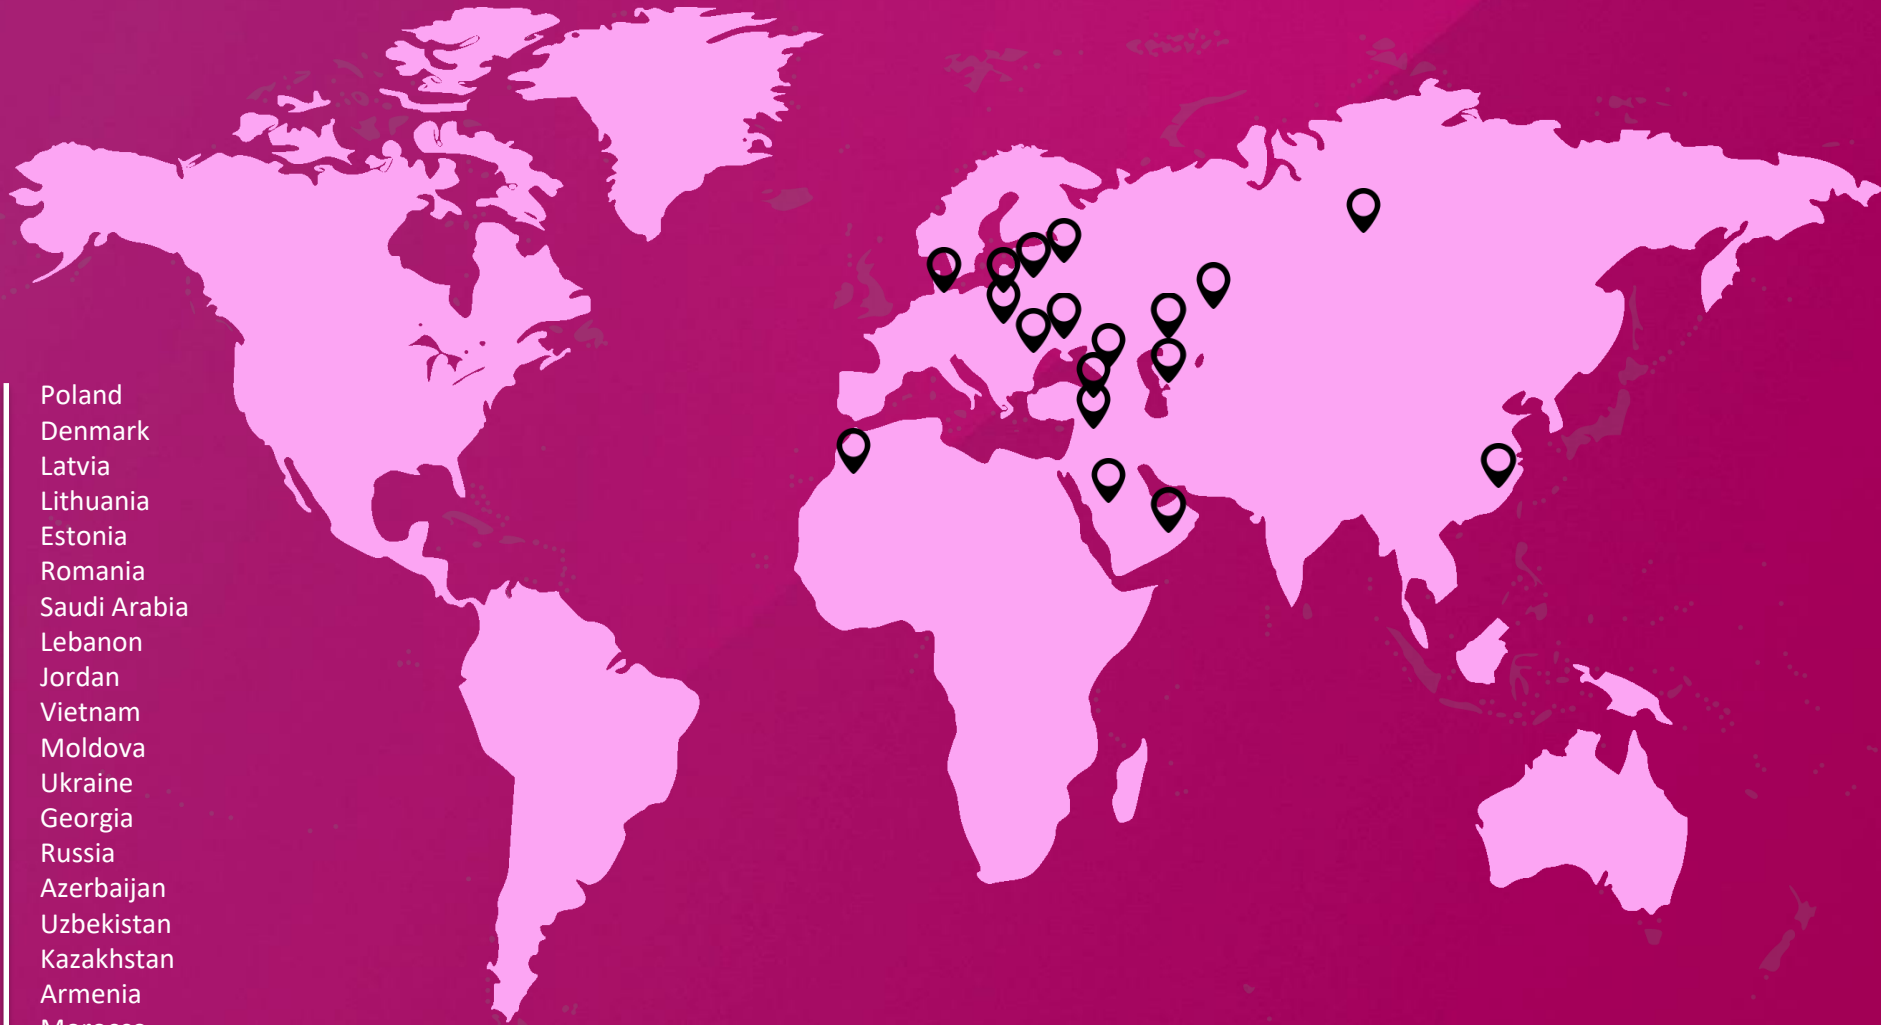 Poland
Denmark
Latvia
Lithuania
Estonia
Romania
Saudi Arabia
Lebanon
Jordan
Vietnam
Moldova
Ukraine
Georgia
Russia
Azerbaijan
Uzbekistan
Kazakhstan
Armenia
Morocco